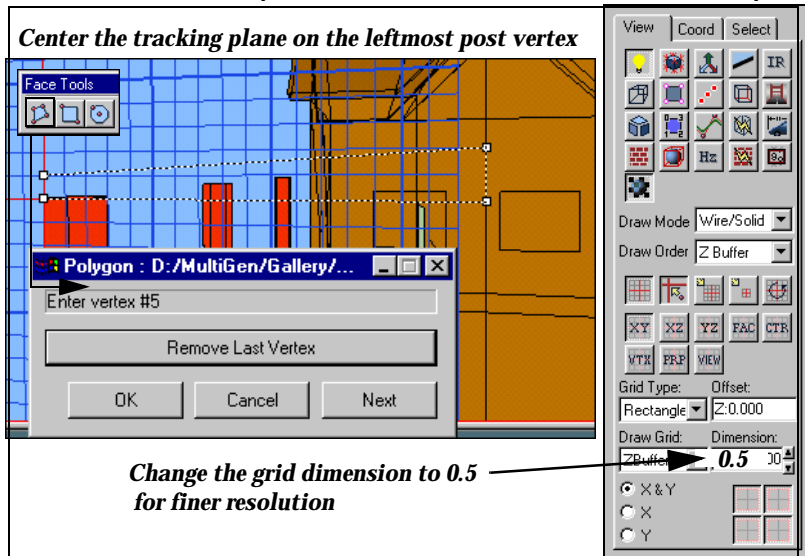 Center the tracking plane on the leftmost post vertex
Face Tools
Polygon : D:/MultiGen/Gallery/...
Enter vertex #5
Remove Last Vertex
OK Cancel Next
Change the grid dimension to 0.5
for finer resolution
View Coord Select
IR
Hz
Draw Mode Wire/Solid
Draw Order Z Buffer
XY XZ YZ FAC CTR
VTX PRP VIEW
Grid Type: Offset:
Rectangle Z:0.000
Draw Grid: Dimension:
ZBuffer 0.5
X & Y
X
Y